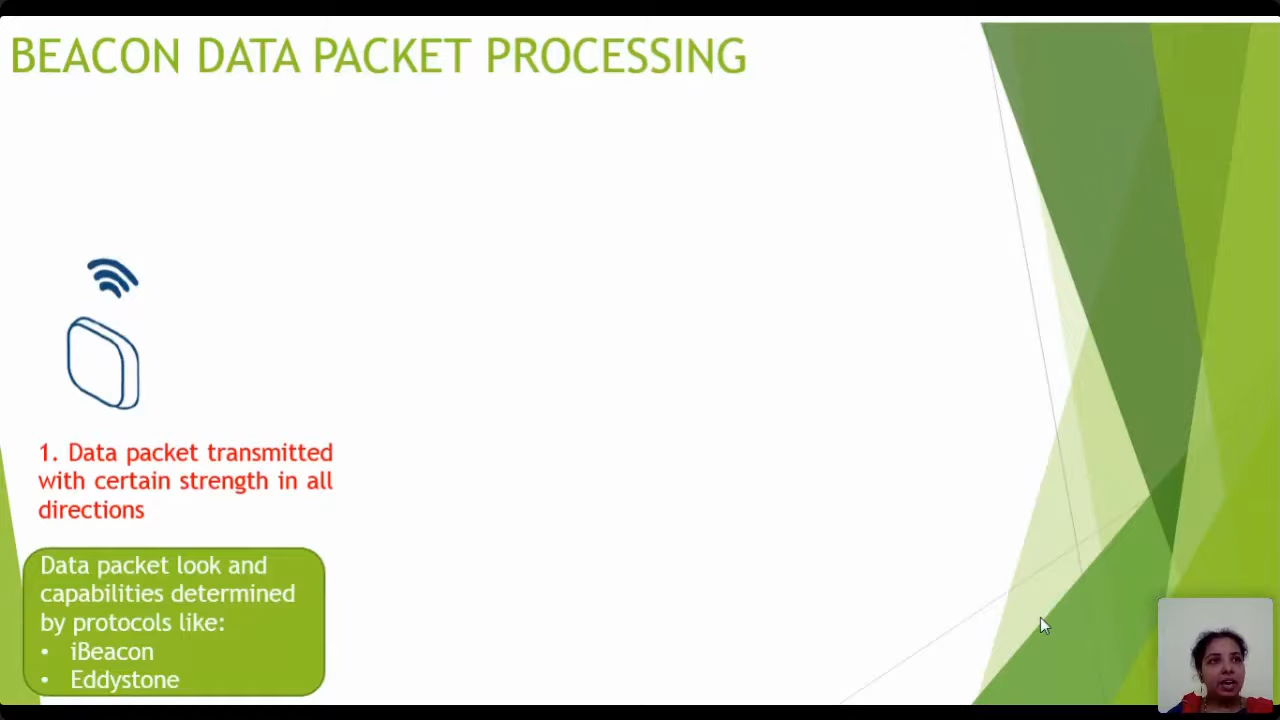 BEACON DATA PACKET PROCESSING
1. Data packet transmitted
with certain strength in all
directions
Data packet look and
capabilities determined
by protocols like:
• iBeacon
• Eddystone